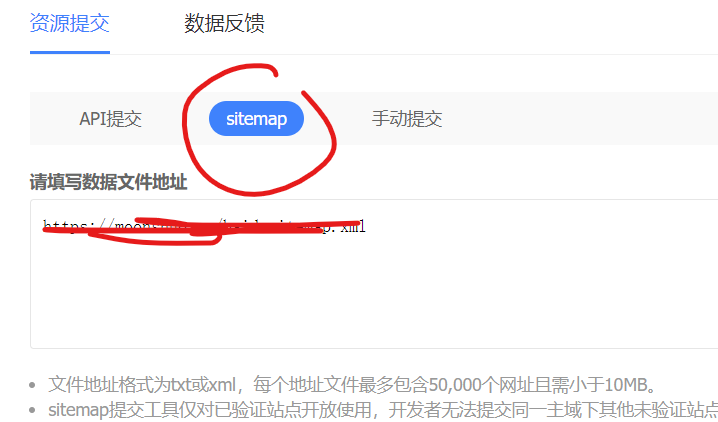 资源提交 数据反馈
API提交 sitemap 手动提交
请填写数据文件地址
文件地址格式为txt或xml，每个地址文件最多包含50,000个网址且需小于10MB。
sitemap提交工具仅对已验证站点开放使用，开发者无法提交同一主域下其他未验证站点